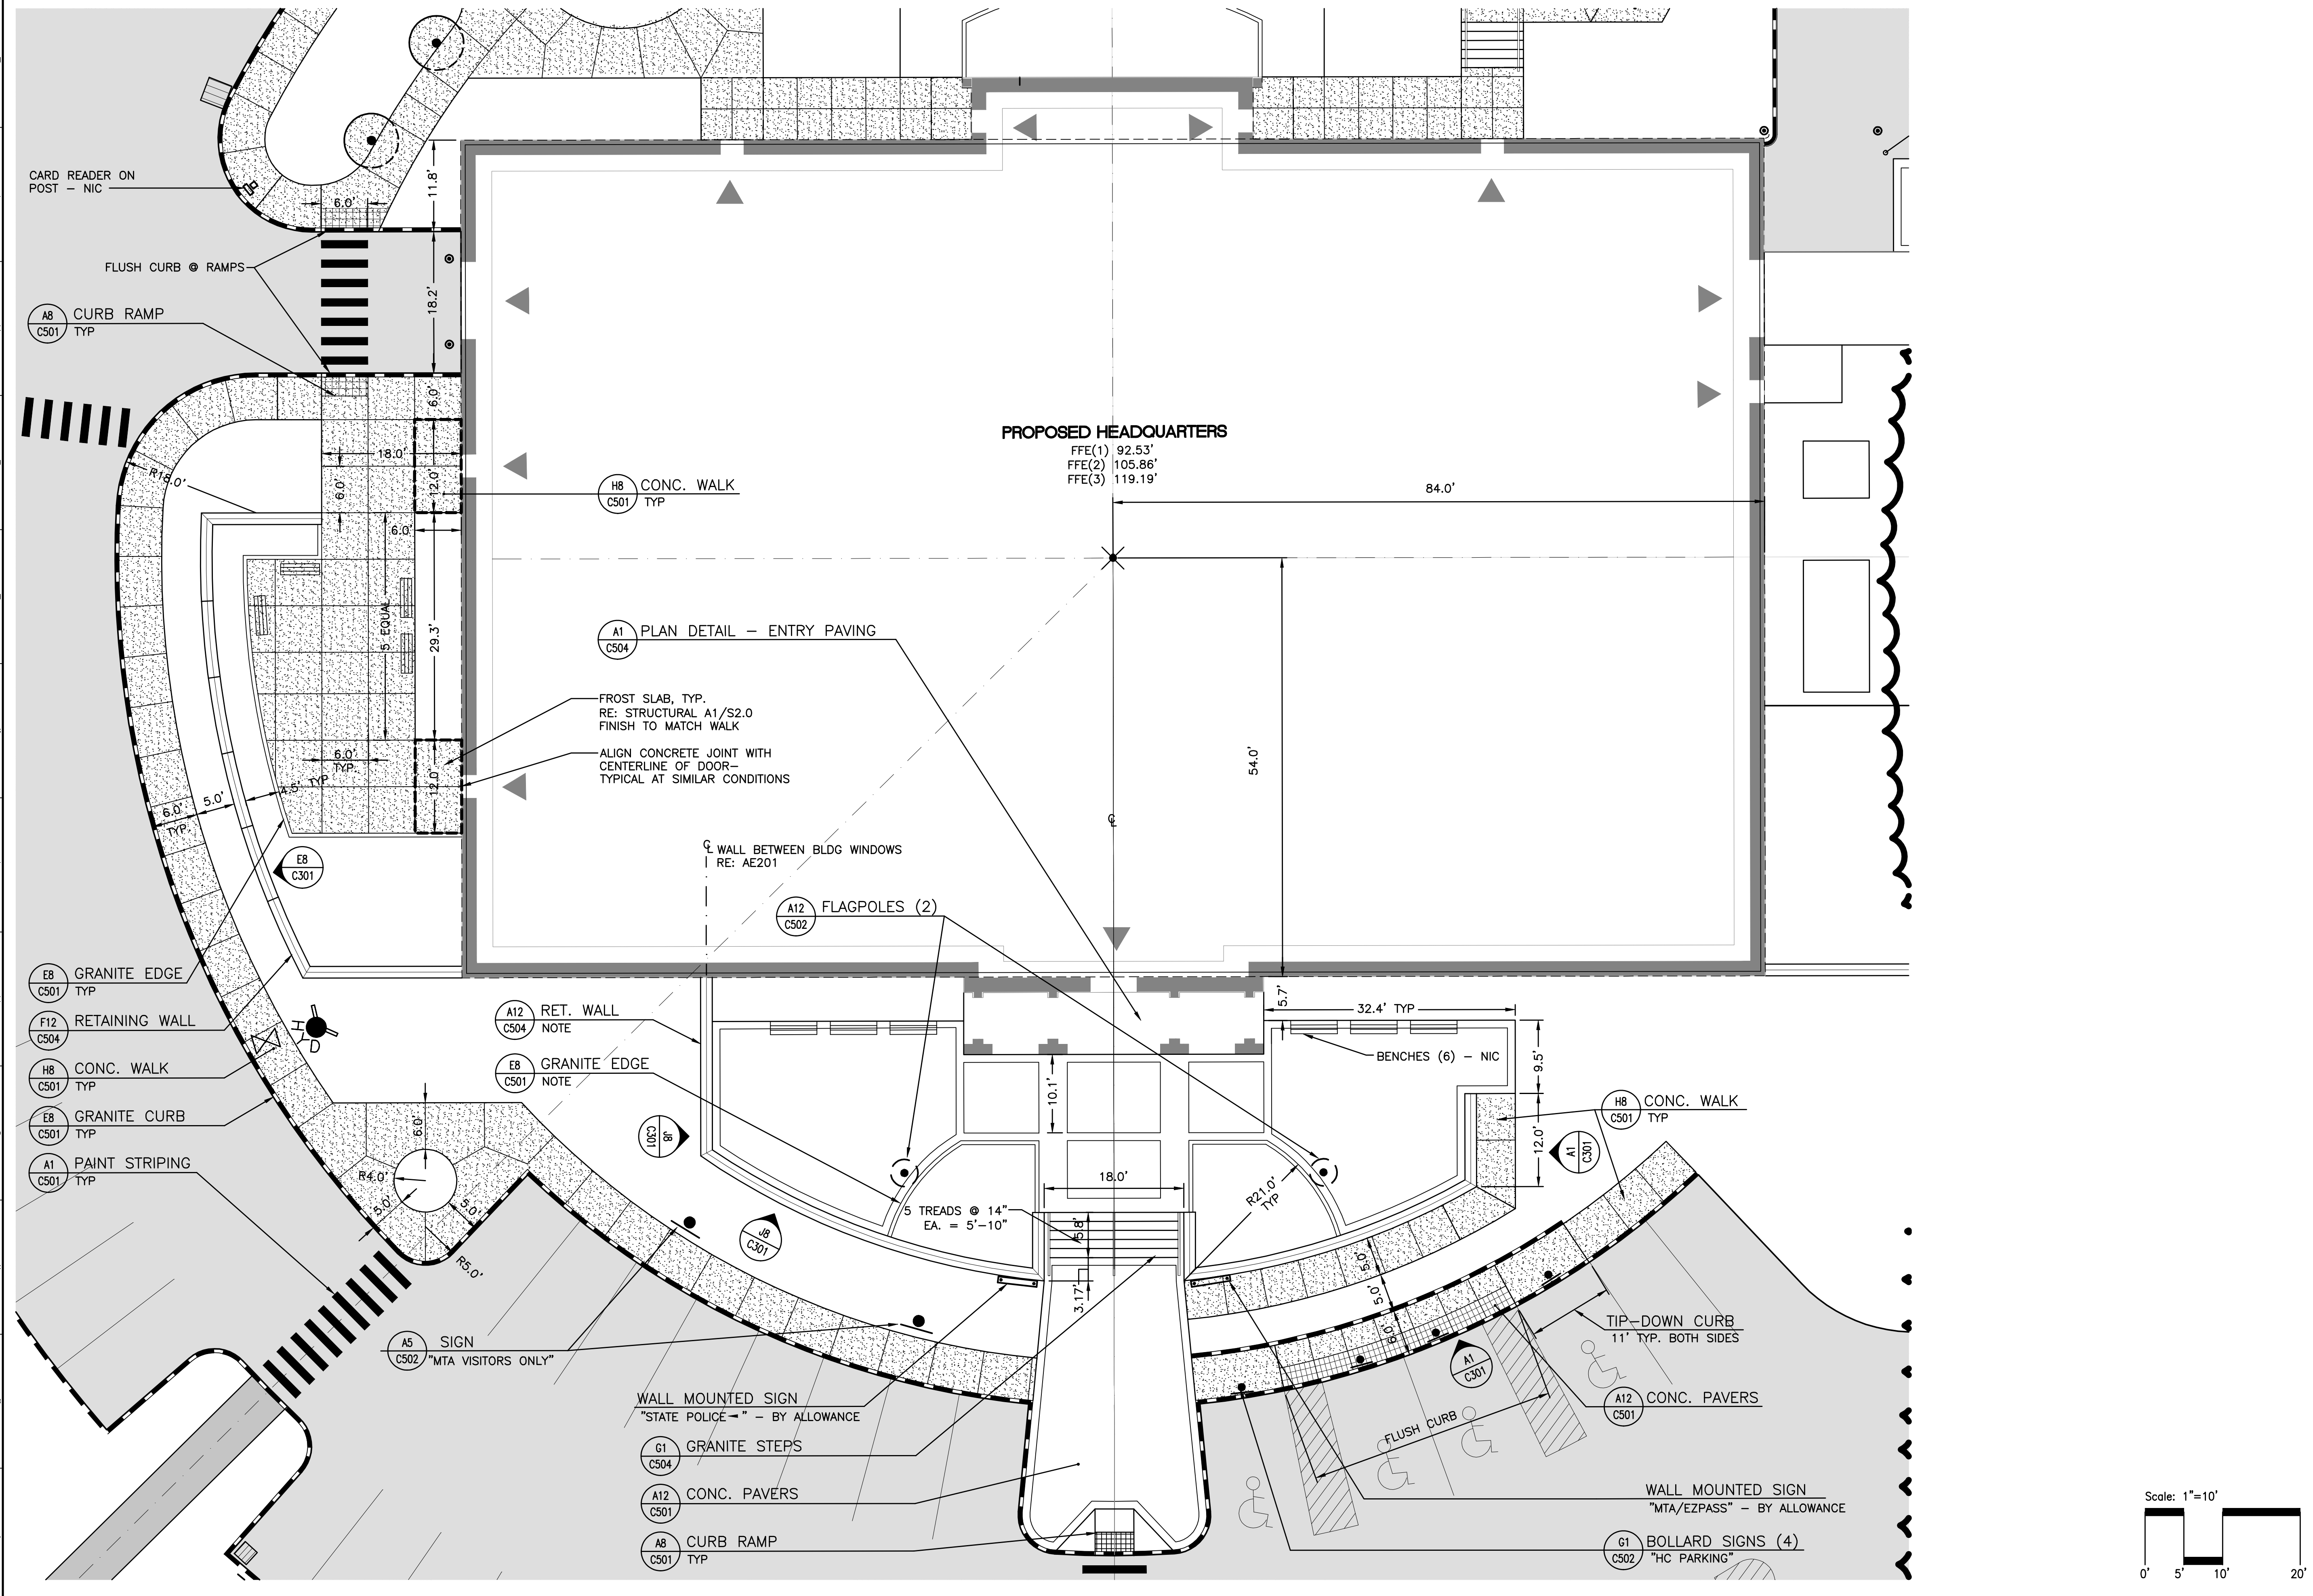 CARD READER ON
POST – NIC
6.0'
11.8'
FLUSH CURB @ RAMPS
18.2'
A8
C501
CURB RAMP
TYP
6.0'
R18.0'
18.0'
6.0'
12.0'
6.0'
H8
C501
CONC. WALK
TYP
PROPOSED HEADQUARTERS
FFE(1) 92.53'
FFE(2) 105.86'
FFE(3) 119.19'
84.0'
5 EQUAL
29.3'
A1
C504
PLAN DETAIL – ENTRY PAVING
FROST SLAB, TYP.
RE: STRUCTURAL A1/S2.0
FINISH TO MATCH WALK
ALIGN CONCRETE JOINT WITH
CENTERLINE OF DOOR–
TYPICAL AT SIMILAR CONDITIONS
54.0'
6.0'
TYP.
12.0'
4.5' TYP
5.0'
6.0'
TYP.
℄
℄ WALL BETWEEN BLDG WINDOWS
RE: AE201
E8
C301
A12
C502
FLAGPOLES (2)
E8
C501
GRANITE EDGE
TYP
F12
C504
RETAINING WALL
HYD
H8
C501
CONC. WALK
TYP
E8
C501
GRANITE CURB
TYP
A1
C501
PAINT STRIPING
TYP
A12
C504
RET. WALL
NOTE
E8
C501
GRANITE EDGE
NOTE
5.7'
32.4' TYP
BENCHES (6) – NIC
9.5'
10.1'
H8
C501
CONC. WALK
TYP
12.0'
A1
C301
J8
C301
6.0'
R4.0'
5.0'
5.0'
R5.0'
18.0'
R21.0'
TYP
5 TREADS @ 14"
EA. = 5'–10"
5.8'
J8
C301
3.17'
5.0'
5.0'
6.0'
TIP–DOWN CURB
11' TYP. BOTH SIDES
A5
C502
SIGN
"MTA VISITORS ONLY"
A1
C301
WALL MOUNTED SIGN
"STATE POLICE◄" – BY ALLOWANCE
A12
C501
CONC. PAVERS
FLUSH CURB
G1
C504
GRANITE STEPS
A12
C501
CONC. PAVERS
WALL MOUNTED SIGN
"MTA/EZPASS" – BY ALLOWANCE
A8
C501
CURB RAMP
TYP
G1
C502
BOLLARD SIGNS (4)
"HC PARKING"
Scale: 1"=10'
0' 5' 10' 20'